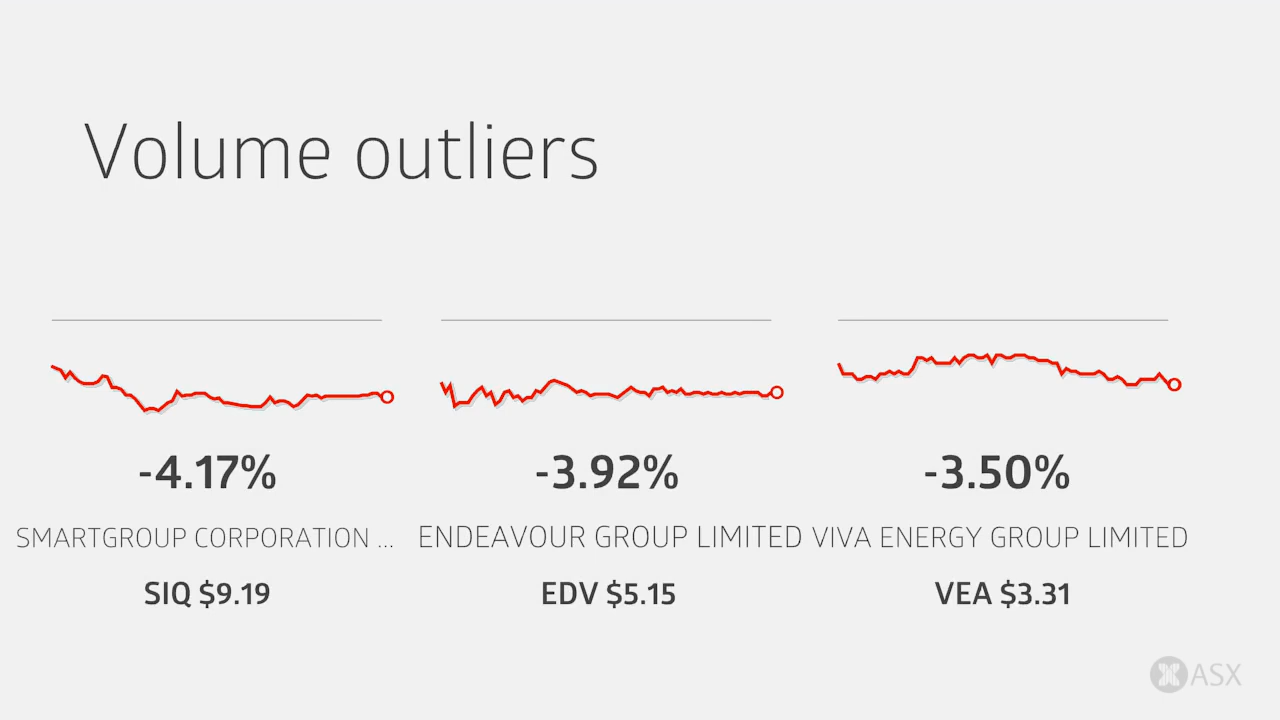 Volume outliers
-4.17%
SMARTGROUP CORPORATION ...
SIQ $9.19
-3.92%
ENDEAVOUR GROUP LIMITED
EDV $5.15
-3.50%
VIVA ENERGY GROUP LIMITED
VEA $3.31
ASX